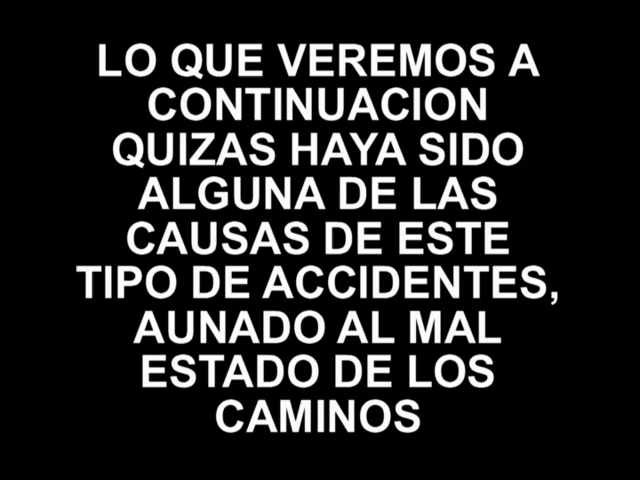 LO QUE VEREMOS A
CONTINUACION
QUIZAS HAYA SIDO
ALGUNA DE LAS
CAUSAS DE ESTE
TIPO DE ACCIDENTES,
AUNADO AL MAL
ESTADO DE LOS
CAMINOS